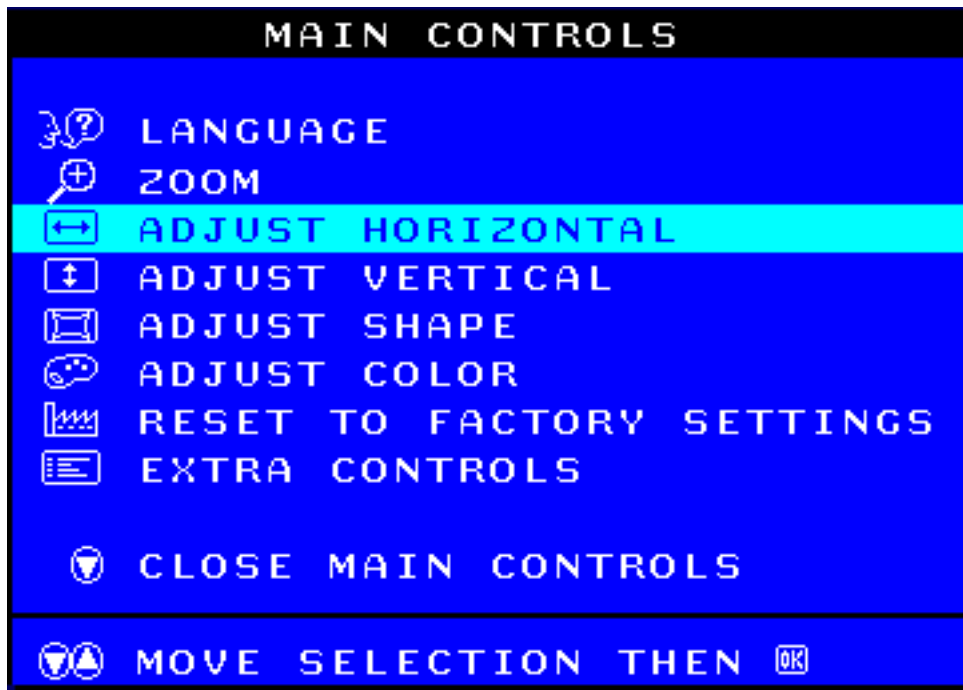 MAIN CONTROLS
LANGUAGE
ZOOM
ADJUST HORIZONTAL
ADJUST VERTICAL
ADJUST SHAPE
ADJUST COLOR
RESET TO FACTORY SETTINGS
EXTRA CONTROLS
CLOSE MAIN CONTROLS
MOVE SELECTION THEN OK